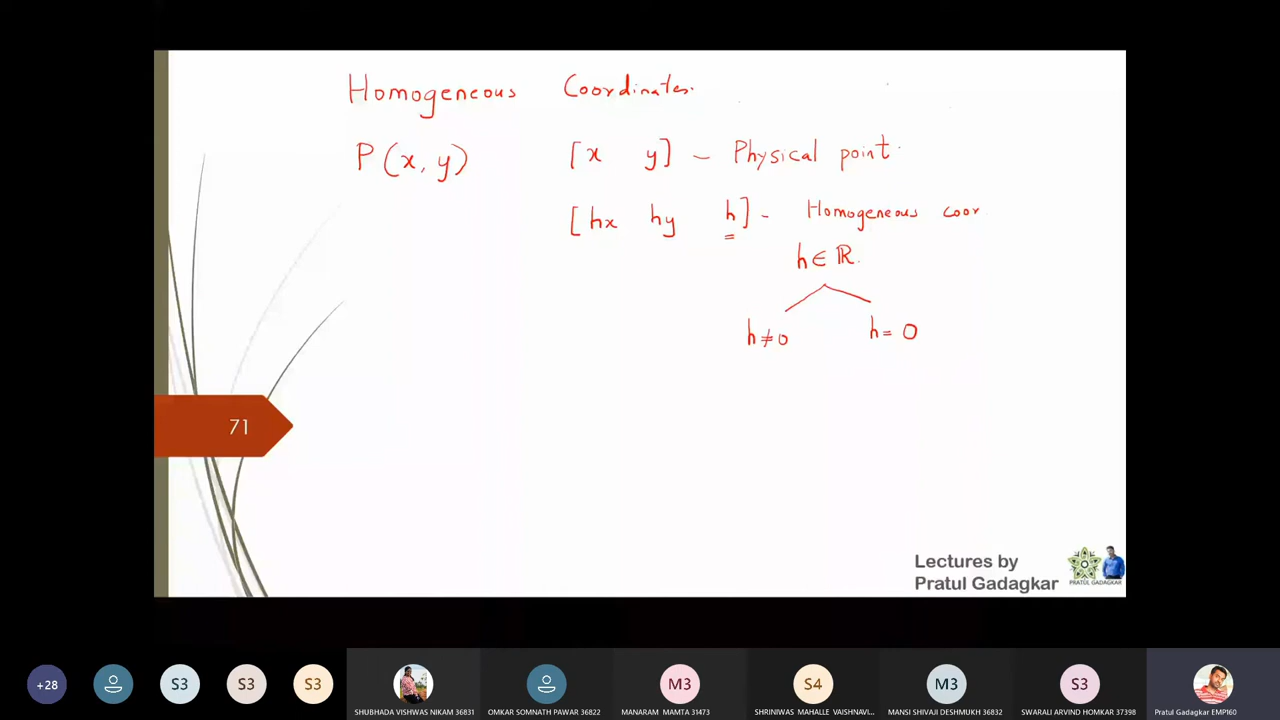 Homogeneous Coordinates.
P(x, y) [x y] - Physical point.
[hx hy h] - Homogeneous coor
h ∈ ℝ.
h ≠ 0 h = 0
71
Lectures by
Pratul Gadagkar
PRATUL GADAGKAR
+28 S3 S3 S3 M3 S4 M3 S3
SHUBHADA VISHWAS NIKAM 36831 OMKAR SOMNATH PAWAR 36822 MANARAM MAMTA 31473 SHRINIWAS MAHALLE VAISHNAVI... MANSI SHIVAJI DESHMUKH 36832 SWARALI ARVIND HOMKAR 37398 Pratul Gadagkar EMP160